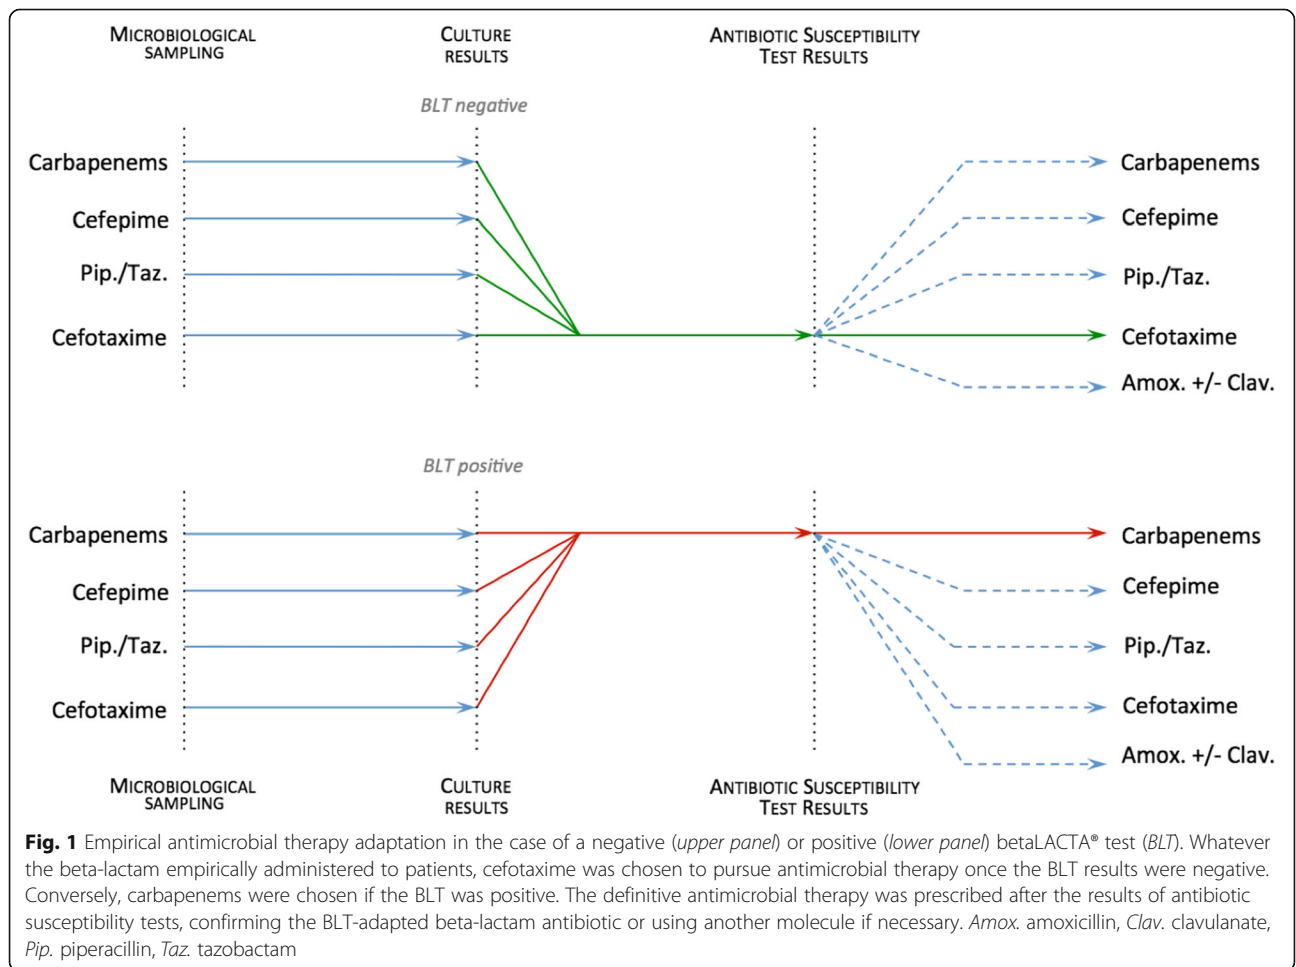 MICROBIOLOGICAL
SAMPLING
CULTURE
RESULTS
ANTIBIOTIC SUSCEPTIBILITY
TEST RESULTS
BLT negative
Carbapenems
Cefepime
Pip./Taz.
Cefotaxime
Carbapenems
Cefepime
Pip./Taz.
Cefotaxime
Amox. +/- Clav.
BLT positive
Carbapenems
Cefepime
Pip./Taz.
Cefotaxime
Carbapenems
Cefepime
Pip./Taz.
Cefotaxime
Amox. +/- Clav.
MICROBIOLOGICAL
SAMPLING
CULTURE
RESULTS
ANTIBIOTIC SUSCEPTIBILITY
TEST RESULTS
Fig. 1 Empirical antimicrobial therapy adaptation in the case of a negative (upper panel) or positive (lower panel) betaLACTA® test (BLT). Whatever
the beta-lactam empirically administered to patients, cefotaxime was chosen to pursue antimicrobial therapy once the BLT results were negative.
Conversely, carbapenems were chosen if the BLT was positive. The definitive antimicrobial therapy was prescribed after the results of antibiotic
susceptibility tests, confirming the BLT-adapted beta-lactam antibiotic or using another molecule if necessary. Amox. amoxicillin, Clav. clavulanate,
Pip. piperacillin, Taz. tazobactam